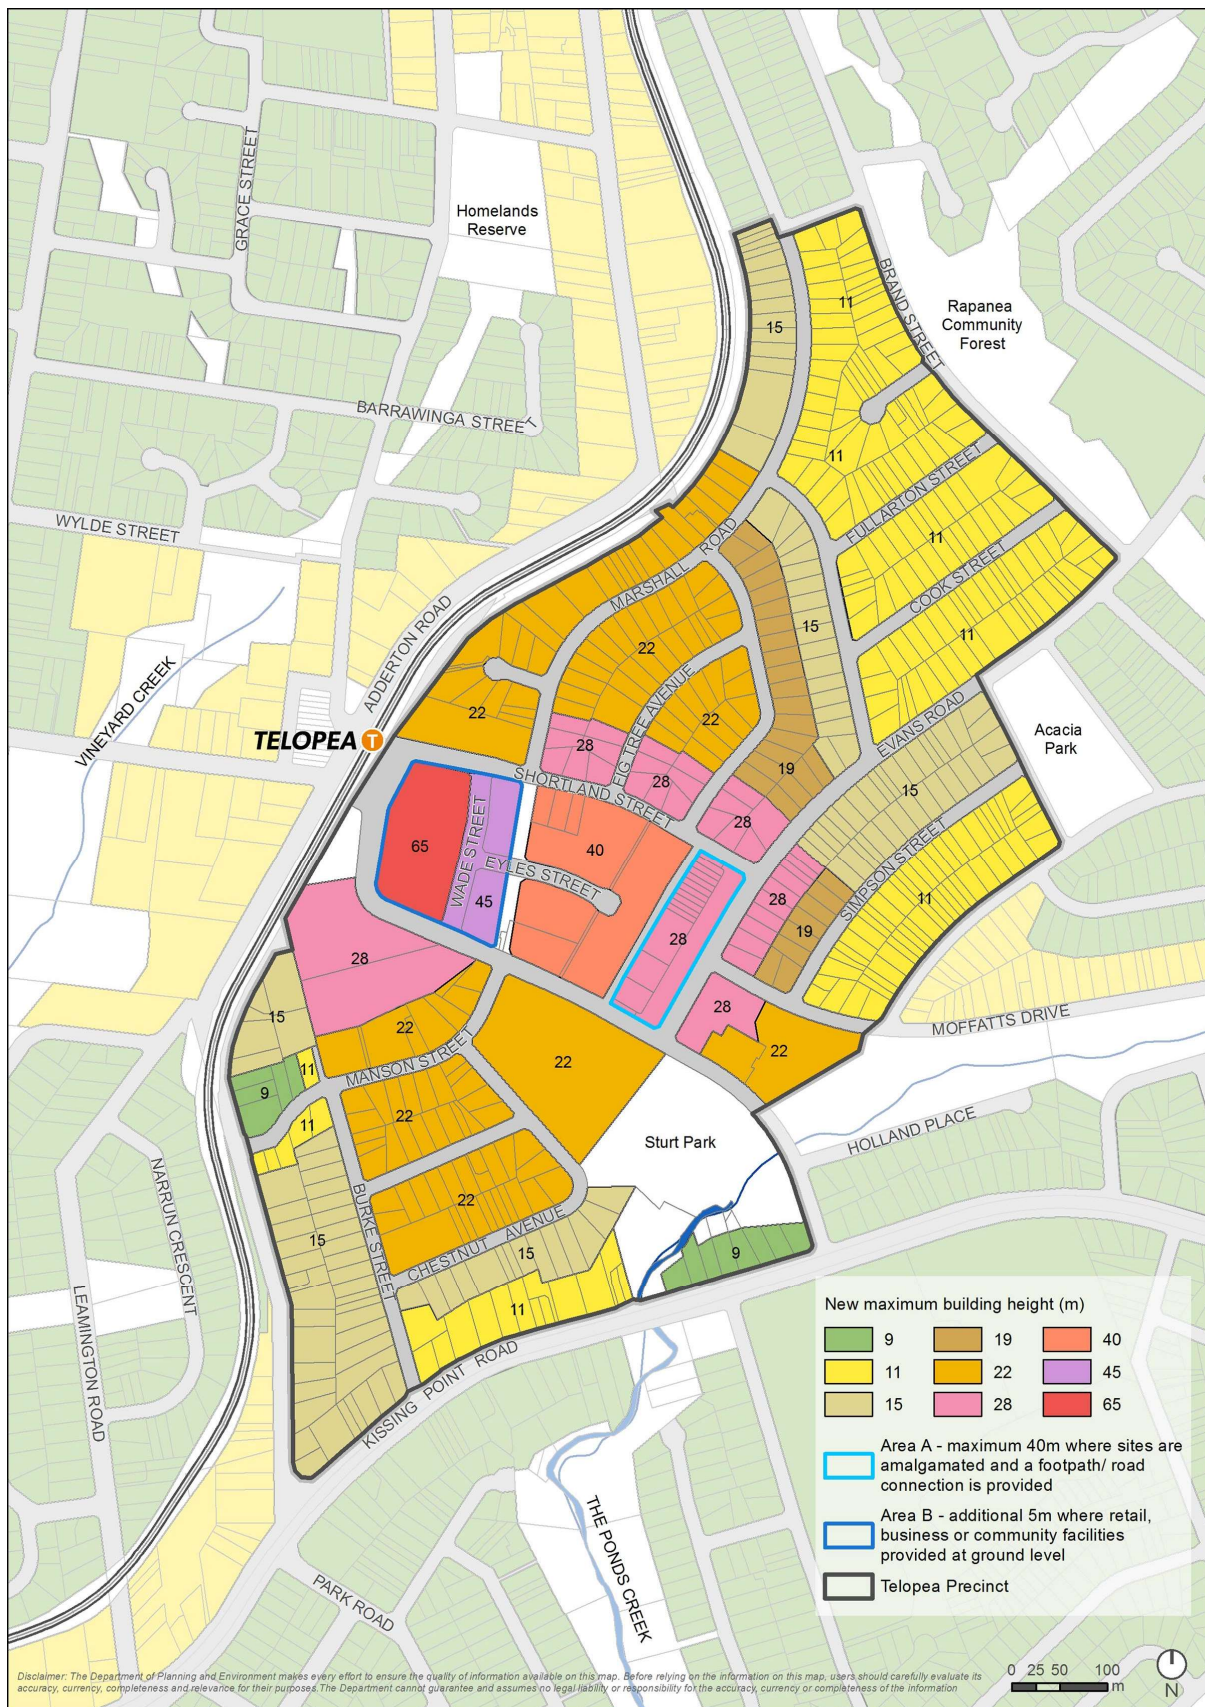 Homelands
Reserve
GRACE STREET
BRAND STREET
Rapanea
Community
Forest
15
11
BARRAWINGA STREET
11
FULLARTON STREET
WYLDE STREET
11
COOK STREET
MARSHALL ROAD
ADDERTON ROAD
15
11
22
VINEYARD CREEK
FIG TREE AVENUE
22
22
EVANS ROAD
Acacia
Park
TELOPEA T
28
SHORTLAND STREET
28
19
15
28
WADE STREET
65
40
EYLES STREET
45
SIMPSON STREET
28
11
19
28
28
28
15
22
MANSON STREET
22
22
MOFFATTS DRIVE
11
9
11
22
HOLLAND PLACE
Sturt Park
NARRUN CRESCENT
BURKE STREET
22
CHESTNUT AVENUE
15
15
9
11
LEAMINGTON ROAD
KISSING POINT ROAD
THE PONDS CREEK
PARK ROAD
New maximum building height (m)
9 19 40
11 22 45
15 28 65
Area A - maximum 40m where sites are
amalgamated and a footpath/ road
connection is provided
Area B - additional 5m where retail,
business or community facilities
provided at ground level
Telopea Precinct
Disclaimer: The Department of Planning and Environment makes every effort to ensure the quality of information available on this map. Before relying on the information on this map, users should carefully evaluate its
accuracy, currency, completeness and relevance for their purposes. The Department cannot guarantee and assumes no legal liability or responsibility for the accuracy, currency or completeness of the information
0 25 50 100
m
N